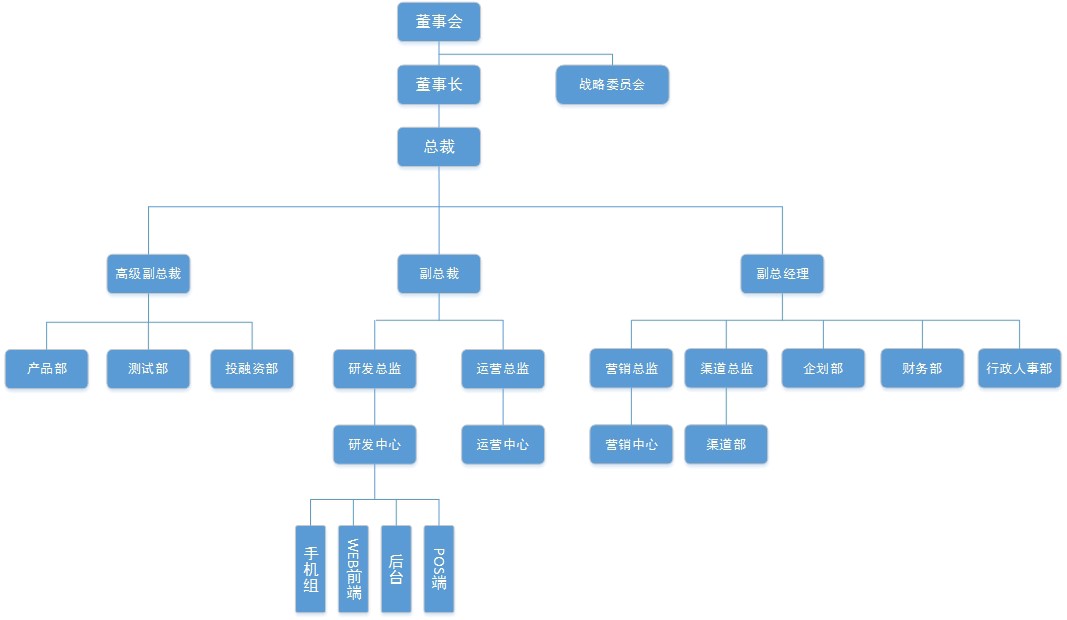 董事会
董事长
战略委员会
总裁
高级副总裁
副总裁
副总经理
产品部
测试部
投融资部
研发总监
运营总监
营销总监
渠道总监
企划部
财务部
行政人事部
研发中心
运营中心
营销中心
渠道部
手机组
WEB前端
后台
POS端